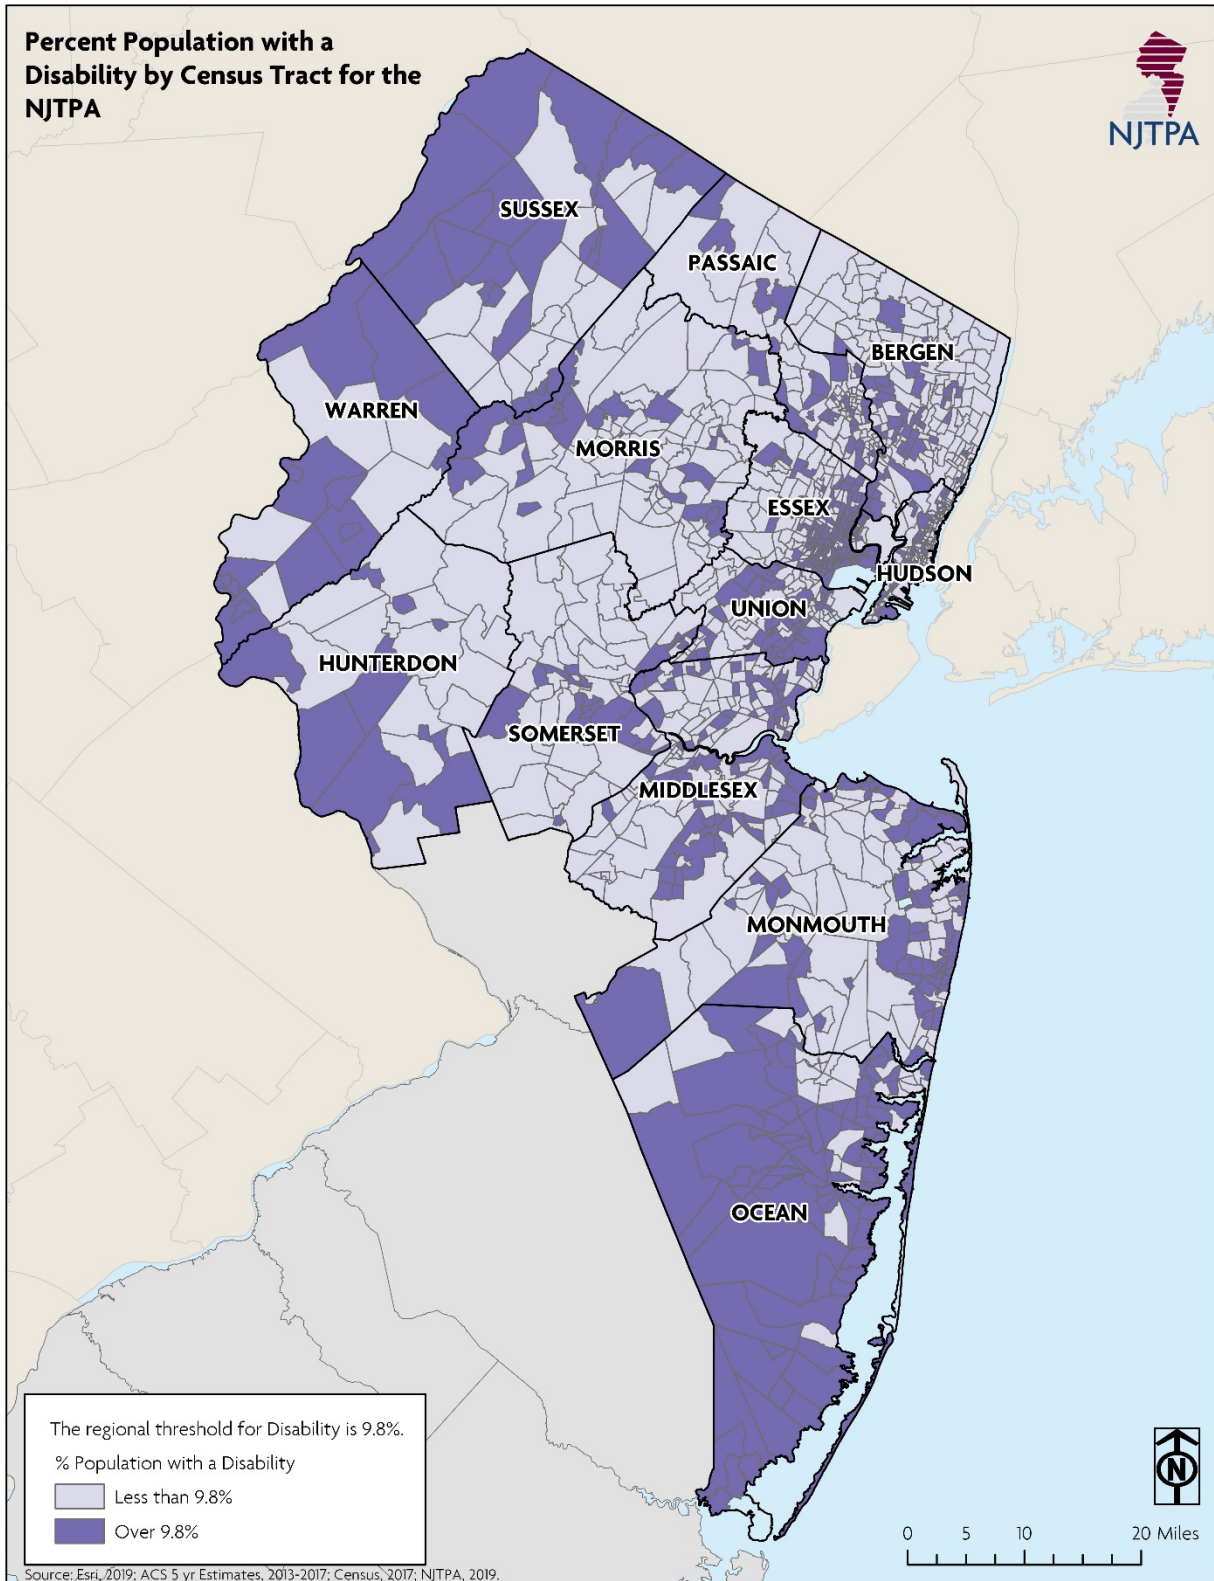 Percent Population with a
Disability by Census Tract for the
NJTPA
NJTPA
SUSSEX
PASSAIC
BERGEN
WARREN
MORRIS
ESSEX
HUDSON
UNION
HUNTERDON
SOMERSET
MIDDLESEX
MONMOUTH
OCEAN
The regional threshold for Disability is 9.8%.
% Population with a Disability
Less than 9.8%
Over 9.8%
N
0 5 10 20 Miles
Source: Esri, 2019; ACS 5 yr Estimates, 2013-2017; Census, 2017; NJTPA, 2019.